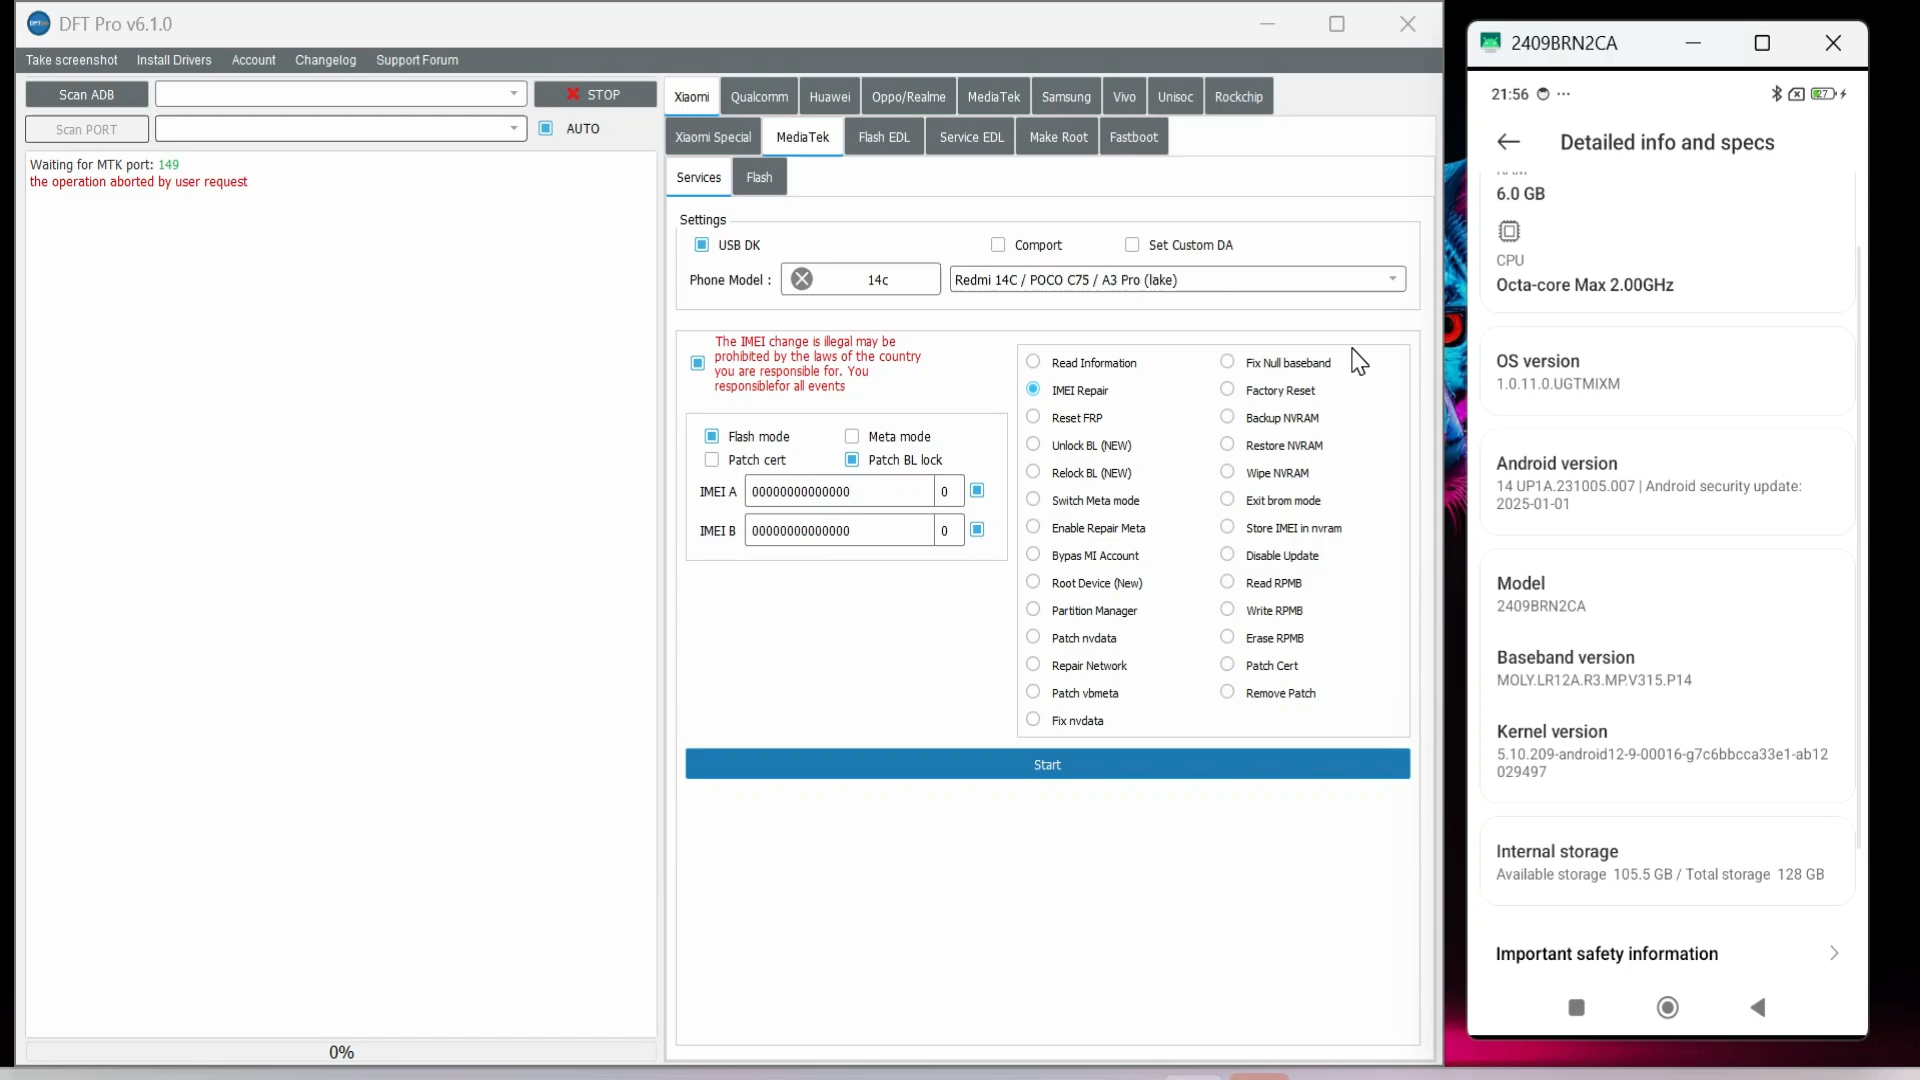 DFT Pro v6.1.0
Take screenshot Install Drivers Account Changelog Support Forum
Scan ADB STOP
Scan PORT AUTO
Waiting for MTK port: 149
the operation aborted by user request
0%
Xiaomi Qualcomm Huawei Oppo/Realme MediaTek Samsung Vivo Unisoc Rockchip
Xiaomi Special MediaTek Flash EDL Service EDL Make Root Fastboot
Services Flash
Settings
USB DK Comport Set Custom DA
Phone Model : 14c Redmi 14C / POCO C75 / A3 Pro (lake)
The IMEI change is illegal may be
prohibited by the laws of the country
you are responsible for. You
responsiblefor all events
Flash mode Meta mode
Patch cert Patch BL lock
IMEI A 00000000000000 0
IMEI B 00000000000000 0
Read Information Fix Null baseband
IMEI Repair Factory Reset
Reset FRP Backup NVRAM
Unlock BL (NEW) Restore NVRAM
Relock BL (NEW) Wipe NVRAM
Switch Meta mode Exit brom mode
Enable Repair Meta Store IMEI in nvram
Bypas MI Account Disable Update
Root Device (New) Read RPMB
Partition Manager Write RPMB
Patch nvdata Erase RPMB
Repair Network Patch Cert
Patch vbmeta Remove Patch
Fix nvdata
Start
2409BRN2CA
21:56 27
Detailed info and specs
6.0 GB
CPU
Octa-core Max 2.00GHz
OS version
1.0.11.0.UGTMIXM
Android version
14 UP1A.231005.007 | Android security update:
2025-01-01
Model
2409BRN2CA
Baseband version
MOLY.LR12A.R3.MP.V315.P14
Kernel version
5.10.209-android12-9-00016-g7c6bbcca33e1-ab12
029497
Internal storage
Available storage 105.5 GB / Total storage 128 GB
Important safety information